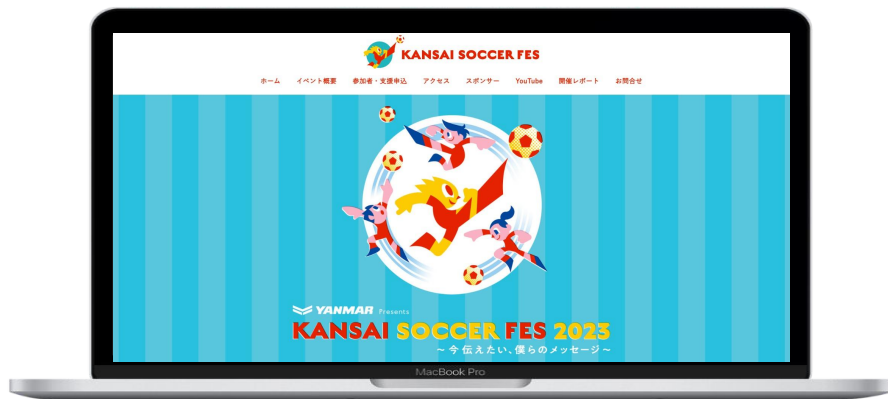 KANSAI SOCCER FES
ホーム イベント概要 参加者・支援申込 アクセス スポンサー YouTube 開催レポート お問合せ
YANMAR Presents
KANSAI SOCCER FES 2023
～今伝えたい、僕らのメッセージ～
MacBook Pro